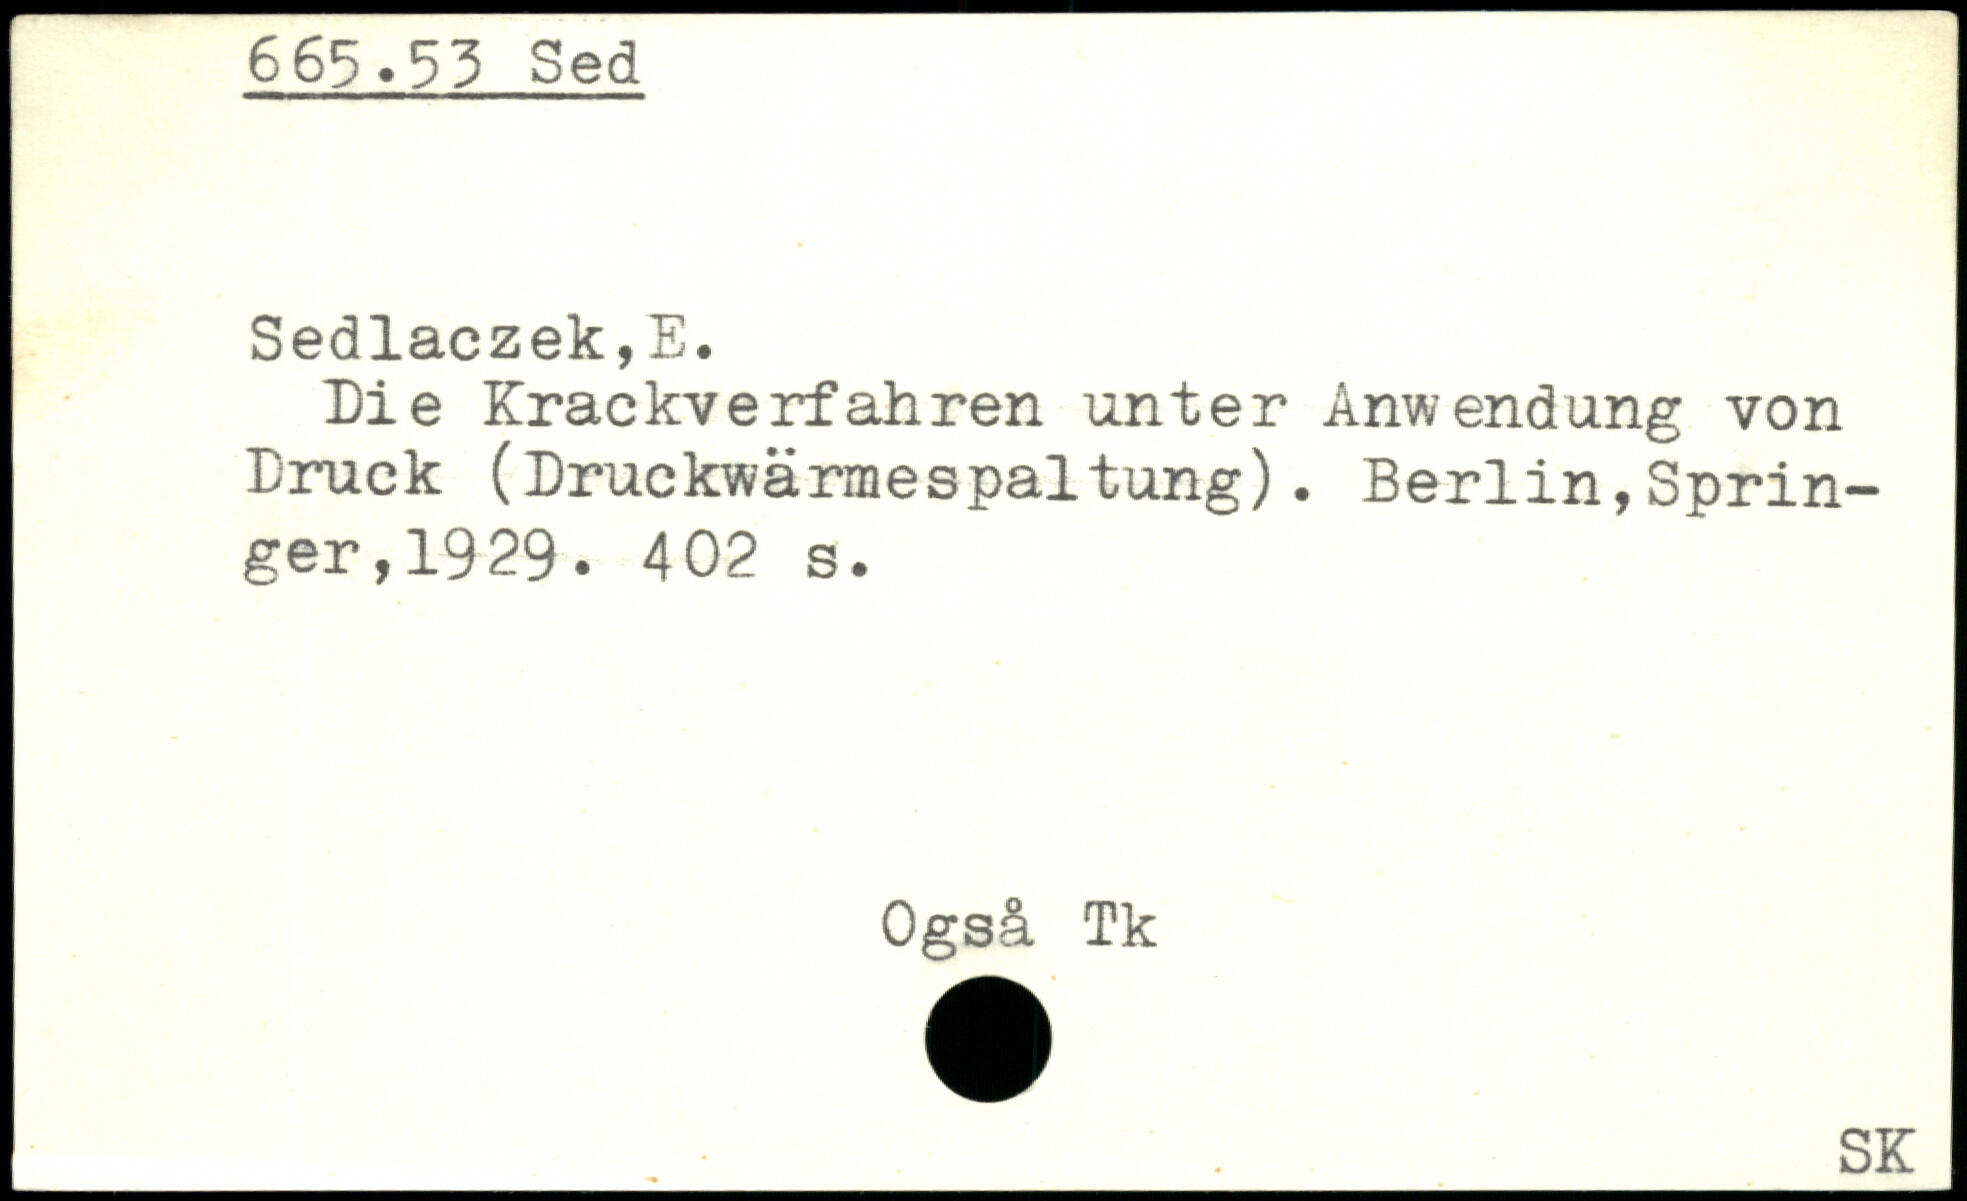 665.53 Sed
Sedlaczek,E.
Die Krackverfahren unter Anwendung von
Druck (Druckwärmespaltung). Berlin,Sprin-
ger,1929. 402 s.
Også Tk
SK